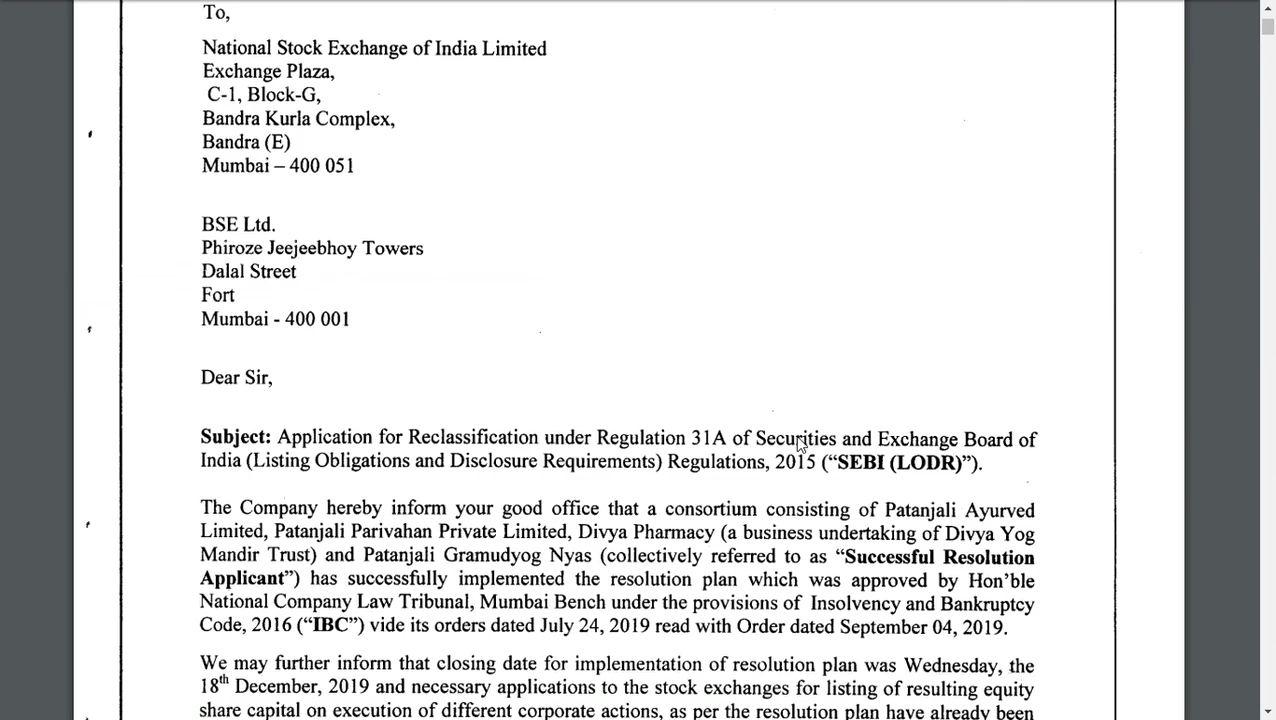 To,
National Stock Exchange of India Limited
Exchange Plaza,
C-1, Block-G,
Bandra Kurla Complex,
Bandra (E)
Mumbai – 400 051
BSE Ltd.
Phiroze Jeejeebhoy Towers
Dalal Street
Fort
Mumbai - 400 001
Dear Sir,
Subject: Application for Reclassification under Regulation 31A of Securities and Exchange Board of
India (Listing Obligations and Disclosure Requirements) Regulations, 2015 (“SEBI (LODR)”).
The Company hereby inform your good office that a consortium consisting of Patanjali Ayurved
Limited, Patanjali Parivahan Private Limited, Divya Pharmacy (a business undertaking of Divya Yog
Mandir Trust) and Patanjali Gramudyog Nyas (collectively referred to as “Successful Resolution
Applicant”) has successfully implemented the resolution plan which was approved by Hon’ble
National Company Law Tribunal, Mumbai Bench under the provisions of Insolvency and Bankruptcy
Code, 2016 (“IBC”) vide its orders dated July 24, 2019 read with Order dated September 04, 2019.
We may further inform that closing date for implementation of resolution plan was Wednesday, the
18th December, 2019 and necessary applications to the stock exchanges for listing of resulting equity
share capital on execution of different corporate actions, as per the resolution plan have already been